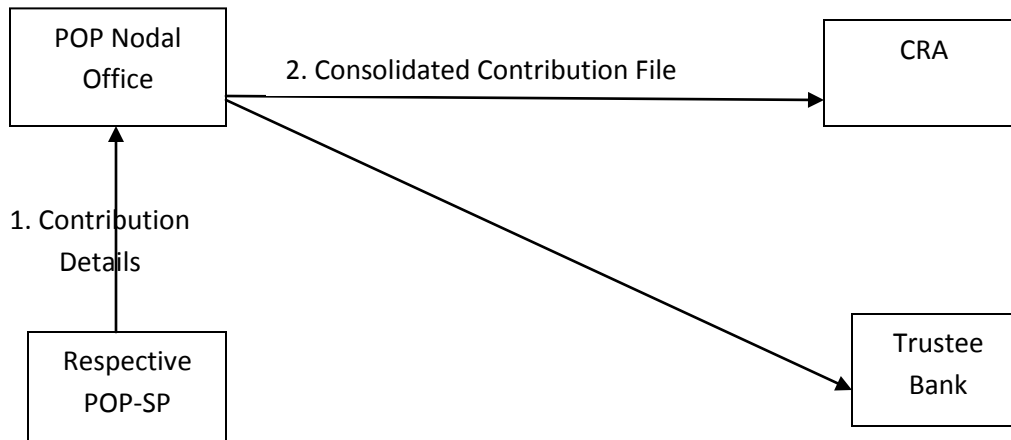 POP Nodal
Office
CRA
2. Consolidated Contribution File
1. Contribution
Details
Respective
POP-SP
Trustee
Bank